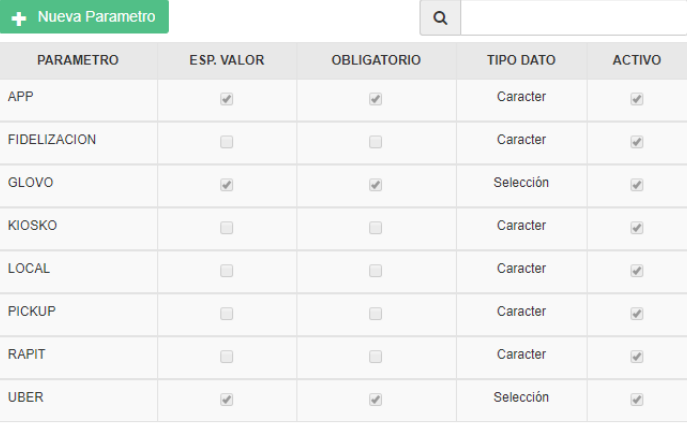 Nueva Parametro
PARAMETRO ESP. VALOR OBLIGATORIO TIPO DATO ACTIVO
APP Caracter
FIDELIZACION Caracter
GLOVO Selección
KIOSKO Caracter
LOCAL Caracter
PICKUP Caracter
RAPIT Caracter
UBER Selección